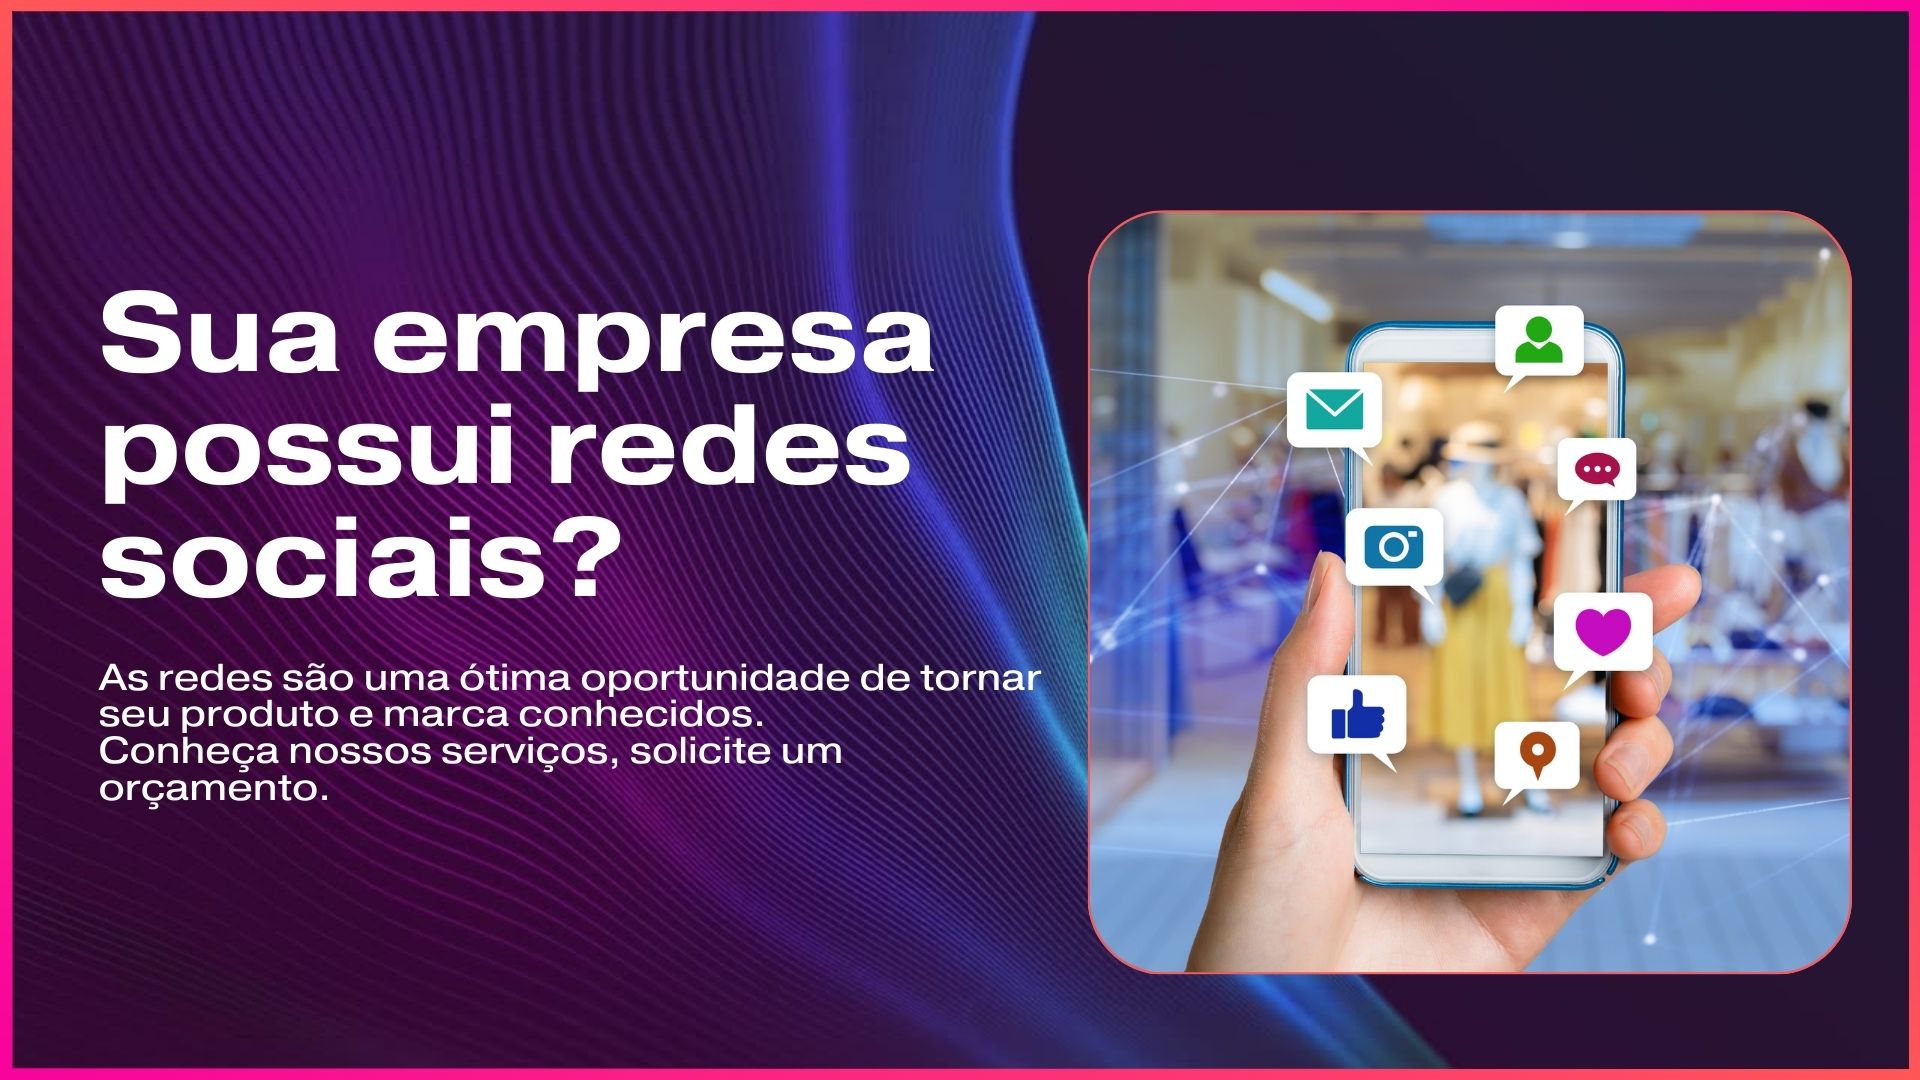 Sua empresa
possui redes
sociais?
As redes são uma ótima oportunidade de tornar
seu produto e marca conhecidos.
Conheça nossos serviços, solicite um
orçamento.